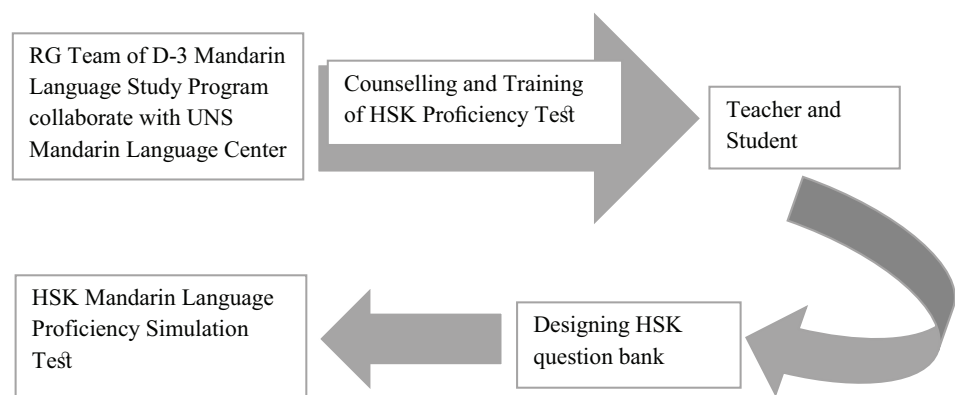 RG Team of D-3 Mandarin
Language Study Program
collaborate with UNS
Mandarin Language Center
Counselling and Training
of HSK Proficiency Test
Teacher and
Student
Designing HSK
question bank
HSK Mandarin Language
Proficiency Simulation
Test